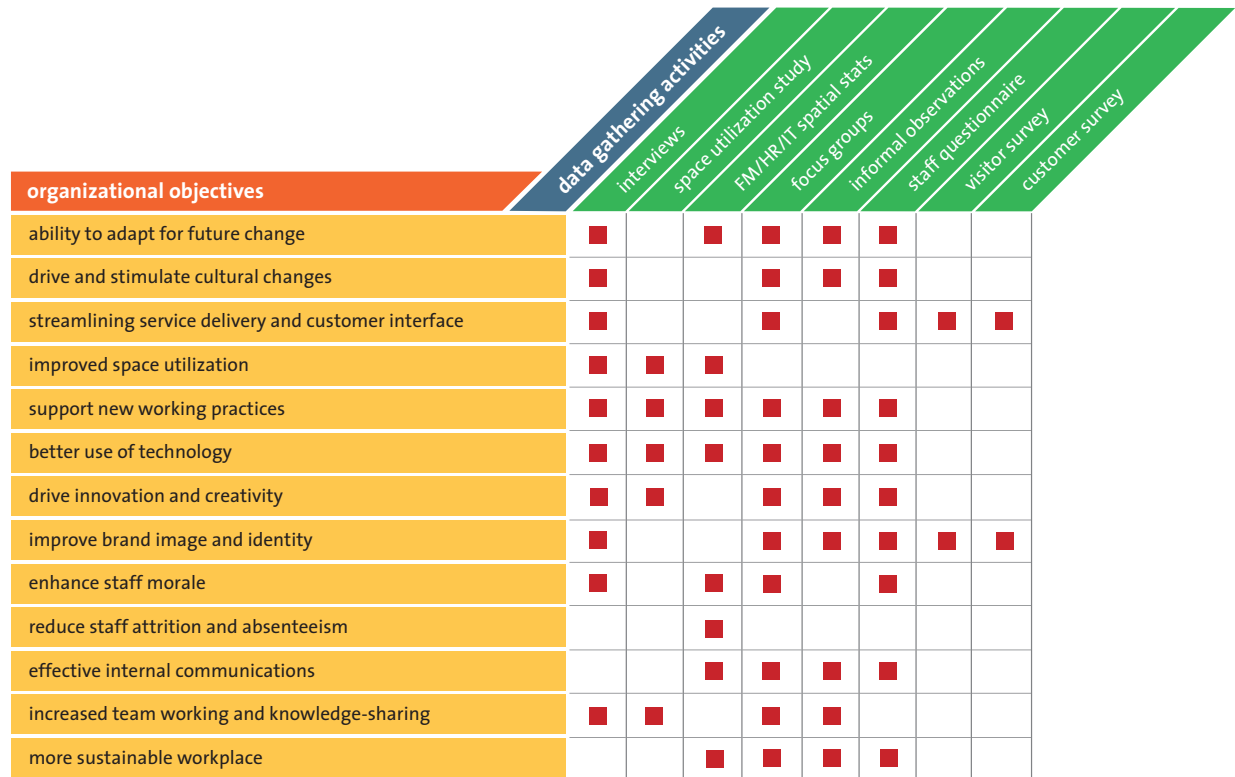 data gathering activities
interviews
space utilization study
FM/HR/IT spatial stats
focus groups
informal observations
staff questionnaire
visitor survey
customer survey
organizational objectives
ability to adapt for future change
drive and stimulate cultural changes
streamlining service delivery and customer interface
improved space utilization
support new working practices
better use of technology
drive innovation and creativity
improve brand image and identity
enhance staff morale
reduce staff attrition and absenteeism
effective internal communications
increased team working and knowledge-sharing
more sustainable workplace